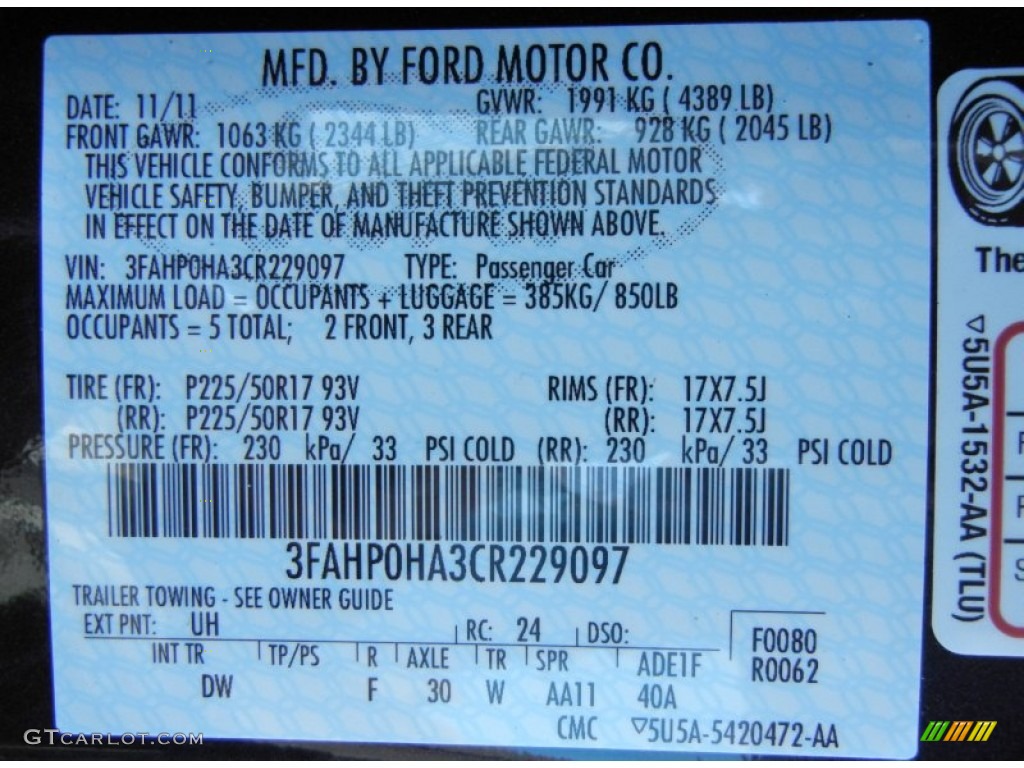 MFD. BY FORD MOTOR CO.
DATE: 11/11 GVWR: 1991 KG ( 4389 LB)
FRONT GAWR: 1063 KG ( 2344 LB) REAR GAWR: 928 KG ( 2045 LB)
THIS VEHICLE CONFORMS TO ALL APPLICABLE FEDERAL MOTOR
VEHICLE SAFETY, BUMPER, AND THEFT PREVENTION STANDARDS
IN EFFECT ON THE DATE OF MANUFACTURE SHOWN ABOVE.
VIN: 3FAHP0HA3CR229097 TYPE: Passenger Car
MAXIMUM LOAD = OCCUPANTS + LUGGAGE = 385KG/ 850LB
OCCUPANTS = 5 TOTAL; 2 FRONT, 3 REAR
TIRE (FR): P225/50R17 93V RIMS (FR): 17X7.5J
(RR): P225/50R17 93V (RR): 17X7.5J
PRESSURE (FR): 230 kPa/ 33 PSI COLD (RR): 230 kPa/ 33 PSI COLD
3FAHP0HA3CR229097
TRAILER TOWING - SEE OWNER GUIDE
EXT PNT: UH RC: 24 DSO: F0080
INT TR TP/PS R AXLE TR SPR ADE1F R0062
DW F 30 W AA11 40A
CMC ▽5U5A-5420472-AA
The
▽5U5A-1532-AA (TLU)
F
F
S
GTCARLOT.COM